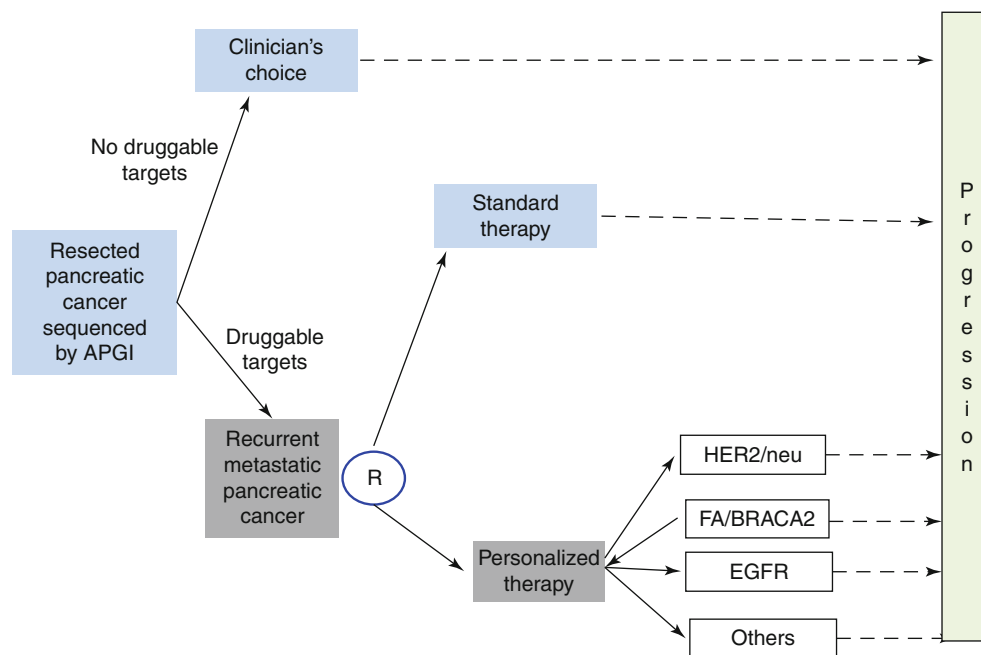 Clinician's
choice
No druggable
targets
Standard
therapy
Resected
pancreatic
cancer
sequenced
by APGI
Druggable
targets
Recurrent
metastatic
pancreatic
cancer
R
Personalized
therapy
HER2/neu
FA/BRACA2
EGFR
Others
Progression